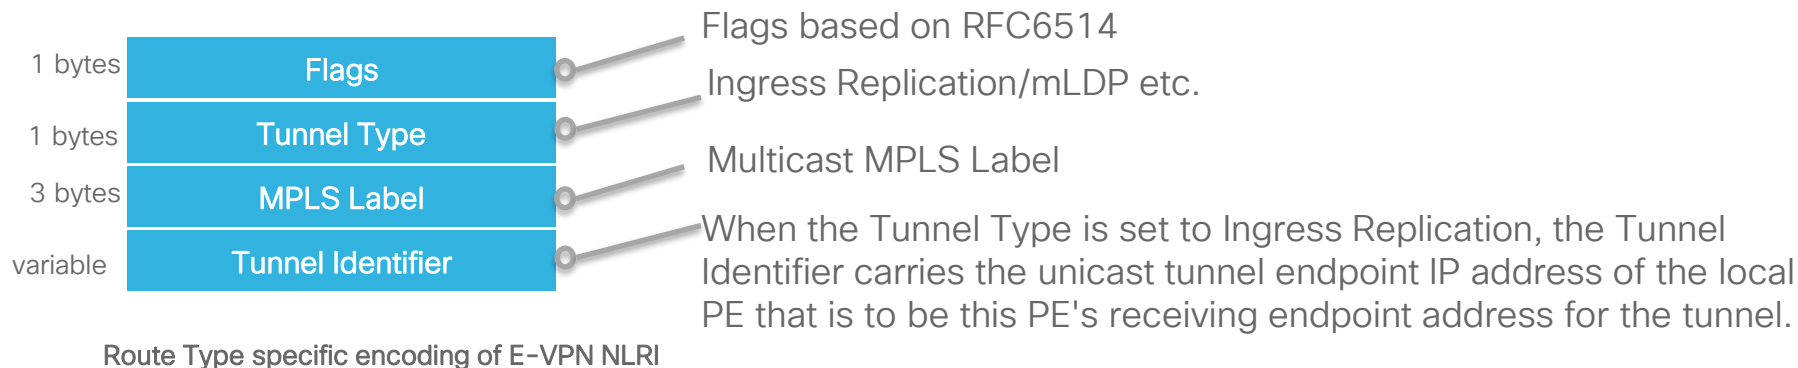 Flags based on RFC6514
1 bytes Flags
Ingress Replication/mLDP etc.
1 bytes Tunnel Type
Multicast MPLS Label
3 bytes MPLS Label
When the Tunnel Type is set to Ingress Replication, the Tunnel
Identifier carries the unicast tunnel endpoint IP address of the local
PE that is to be this PE's receiving endpoint address for the tunnel.
variable Tunnel Identifier
Route Type specific encoding of E-VPN NLRI